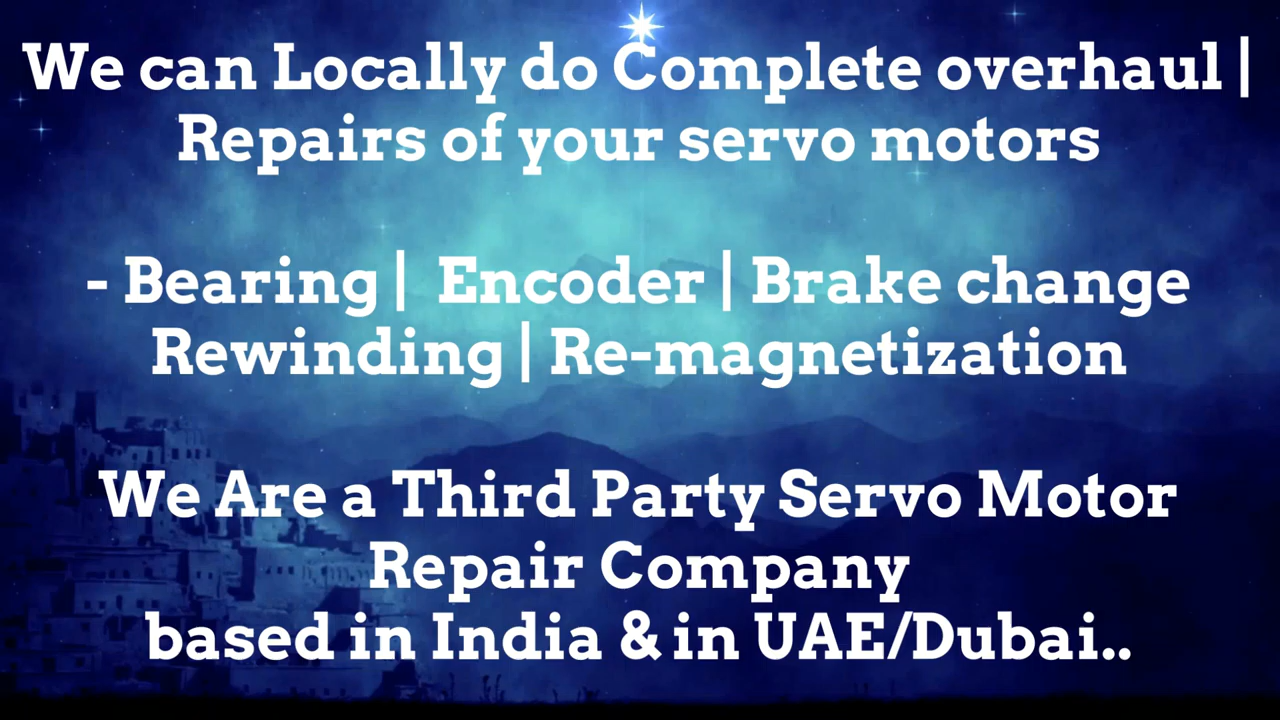 We can Locally do Complete overhaul |
Repairs of your servo motors
- Bearing | Encoder | Brake change
Rewinding | Re-magnetization
We Are a Third Party Servo Motor
Repair Company
based in India & in UAE/Dubai..